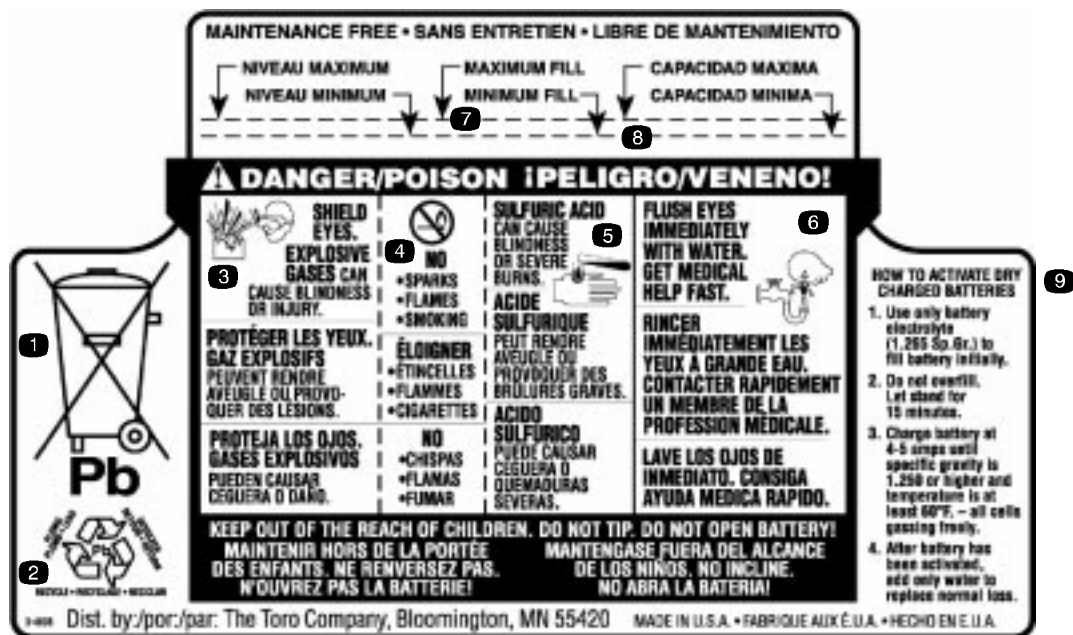 MAINTENANCE FREE • SANS ENTRETIEN • LIBRE DE MANTENIMIENTO
NIVEAU MAXIMUM
MAXIMUM FILL
CAPACIDAD MAXIMA
NIVEAU MINIMUM
MINIMUM FILL
CAPACIDAD MINIMA
7
8
DANGER/POISON ¡PELIGRO/VENENO!
SHIELD
EYES.
EXPLOSIVE
GASES CAN
CAUSE BLINDNESS
OR INJURY.
3
PROTÉGER LES YEUX.
GAZ EXPLOSIFS
PEUVENT RENDRE
AVEUGLE OU PROVO-
QUER DES LESIONS.
PROTEJA LOS OJOS.
GASES EXPLOSIVOS
PUEDEN CAUSAR
CEGUERA O DAÑO.
4
NO
•SPARKS
•FLAMES
•SMOKING
ÉLOIGNER
•ÉTINCELLES
•FLAMMES
•CIGARETTES
NO
•CHISPAS
•FLAMAS
•FUMAR
SULFURIC ACID
CAN CAUSE
BLINDNESS
OR SEVERE
BURNS.
5
ACIDE
SULFURIQUE
PEUT RENDRE
AVEUGLE OU
PROVOQUER DES
BRÛLURES GRAVES.
ACIDO
SULFURICO
PUEDE CAUSAR
CEGUERA O
QUEMADURAS
SEVERAS.
FLUSH EYES
IMMEDIATELY
WITH WATER.
GET MEDICAL
HELP FAST.
6
RINCER
IMMÉDIATEMENT LES
YEUX À GRANDE EAU.
CONTACTER RAPIDEMENT
UN MEMBRE DE LA
PROFESSION MÉDICALE.
LAVE LOS OJOS DE
INMEDIATO. CONSIGA
AYUDA MEDICA RAPIDO.
KEEP OUT OF THE REACH OF CHILDREN. DO NOT TIP. DO NOT OPEN BATTERY!
MAINTENIR HORS DE LA PORTÉE
DES ENFANTS. NE RENVERSEZ PAS.
N'OUVREZ PAS LA BATTERIE!
MANTENGASE FUERA DEL ALCANCE
DE LOS NIÑOS. NO INCLINE.
NO ABRA LA BATERIA!
1
Pb
2
Pb
RECYCLE • RECYCLAGE • RECICLAR
9
HOW TO ACTIVATE DRY
CHARGED BATTERIES
1. Use only battery
electrolyte
(1.265 Sp.Gr.) to
fill battery initially.
2. Do not overfill.
Let stand for
15 minutes.
3. Charge battery at
4-5 amps until
specific gravity is
1.250 or higher and
temperature is at
least 60°F. – all cells
gassing freely.
4. After battery has
been activated,
add only water to
replace normal loss.
Dist. by:/por:/par: The Toro Company, Bloomington, MN 55420
MADE IN U.S.A. • FABRIQUE AUX É.U.A. • HECHO EN E.U.A.